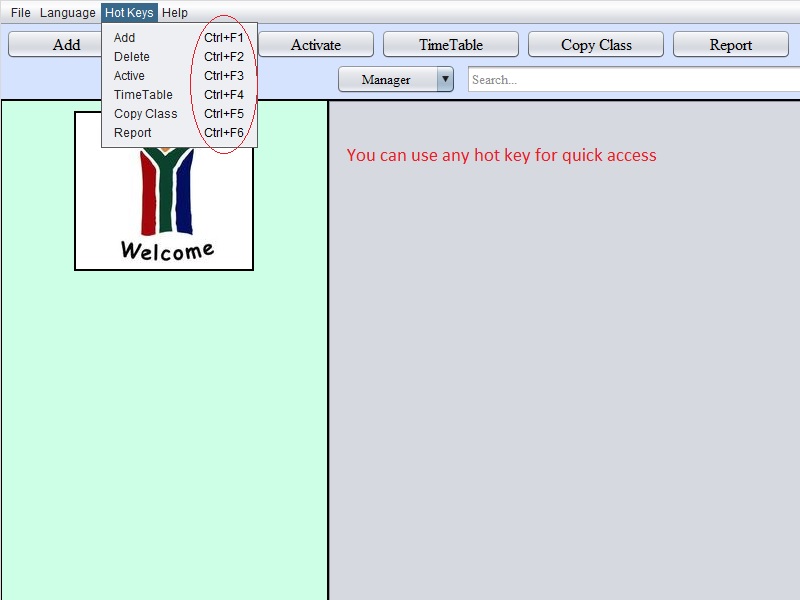 File Language Hot Keys Help
Add Activate TimeTable Copy Class Report
Add Ctrl+F1
Delete Ctrl+F2
Active Ctrl+F3
TimeTable Ctrl+F4
Copy Class Ctrl+F5
Report Ctrl+F6
Manager Search...
You can use any hot key for quick access
Welcome